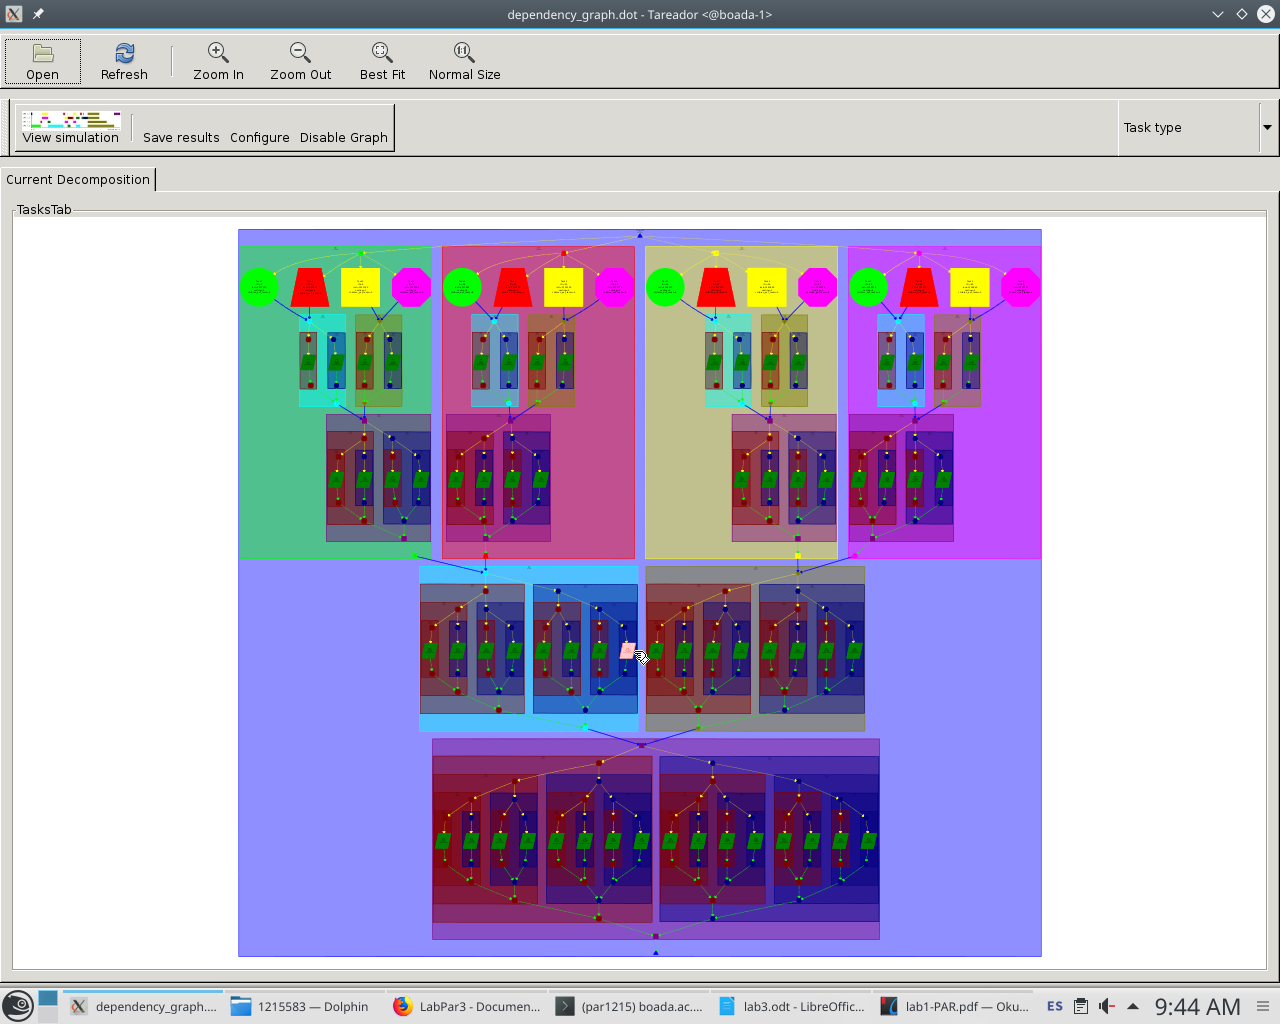 dependency_graph.dot - Tareador <@boada-1>
Open
Refresh
Zoom In
Zoom Out
Best Fit
Normal Size
View simulation
Save results
Configure
Disable Graph
Task type
Current Decomposition
TasksTab
dependency_graph....
1215583 — Dolphin
LabPar3 - Documen...
(par1215) boada.ac....
lab3.odt - LibreOffic...
lab1-PAR.pdf — Oku...
ES
9:44 AM